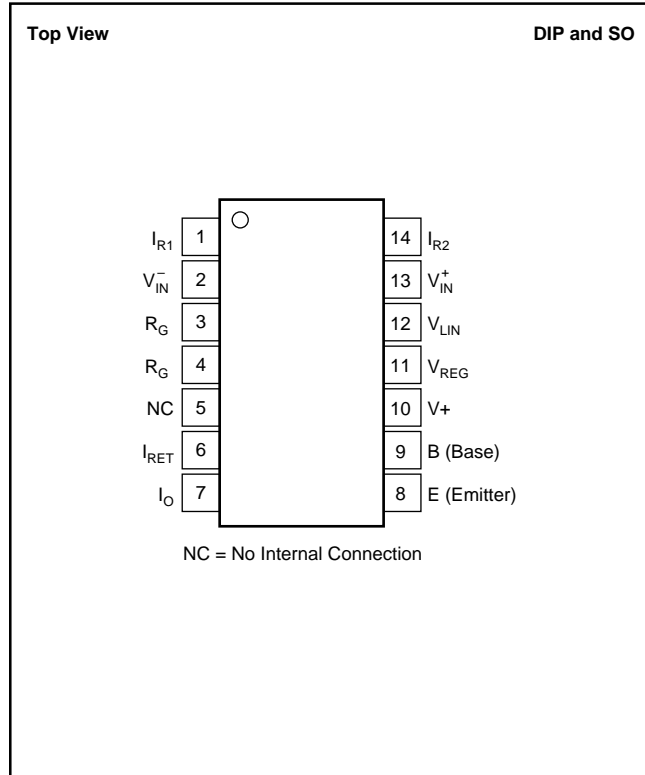 Top View DIP and SO
I_R1 1 14 I_R2
V_IN^– 2 13 V_IN^+
R_G 3 12 V_LIN
R_G 4 11 V_REG
NC 5 10 V+
I_RET 6 9 B (Base)
I_O 7 8 E (Emitter)
NC = No Internal Connection